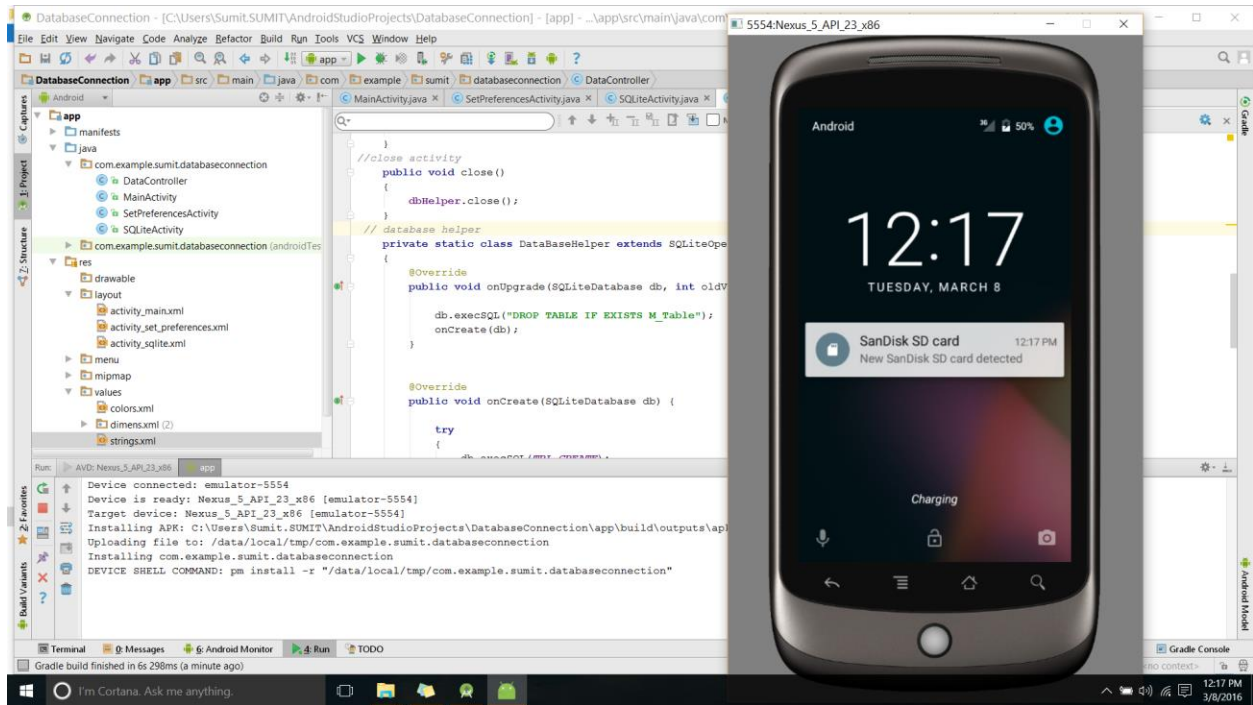 DatabaseConnection - [C:\Users\Sumit.SUMIT\AndroidStudioProjects\DatabaseConnection] - [app] - ...\app\src\main\java\com\
File Edit View Navigate Code Analyze Refactor Build Run Tools VCS Window Help
app
DatabaseConnection app src main java com example sumit databaseconnection DataController
Android
MainActivity.java SetPreferencesActivity.java SQLiteActivity.java
Captures
1: Project
Z: Structure
2: Favorites
Build Variants
app
manifests
java
com.example.sumit.databaseconnection
DataController
MainActivity
SetPreferencesActivity
SQLiteActivity
com.example.sumit.databaseconnection (androidTes
res
drawable
layout
activity_main.xml
activity_set_preferences.xml
activity_sqlite.xml
menu
mipmap
values
colors.xml
dimens.xml (2)
strings.xml
}
//close activity
public void close()
{
dbHelper.close();
}
// database helper
private static class DataBaseHelper extends SQLiteOpe
{
@Override
public void onUpgrade(SQLiteDatabase db, int oldV
db.execSQL("DROP TABLE IF EXISTS M_Table");
onCreate(db);
}
@Override
public void onCreate(SQLiteDatabase db) {
try
{
db.execSQL(TBL_CREATE);
Run: AVD: Nexus_5_API_23_x86 app
Device connected: emulator-5554
Device is ready: Nexus_5_API_23_x86 [emulator-5554]
Target device: Nexus_5_API_23_x86 [emulator-5554]
Installing APK: C:\Users\Sumit.SUMIT\AndroidStudioProjects\DatabaseConnection\app\build\outputs\apk
Uploading file to: /data/local/tmp/com.example.sumit.databaseconnection
Installing com.example.sumit.databaseconnection
DEVICE SHELL COMMAND: pm install -r "/data/local/tmp/com.example.sumit.databaseconnection"
Terminal 0: Messages 6: Android Monitor 4: Run TODO
Gradle Console
Gradle build finished in 6s 298ms (a minute ago)
no context>
5554:Nexus_5_API_23_x86
Android
36 50%
12:17
TUESDAY, MARCH 8
SanDisk SD card 12:17 PM
New SanDisk SD card detected
Charging
Gradle
Android Model
I'm Cortana. Ask me anything.
12:17 PM
3/8/2016